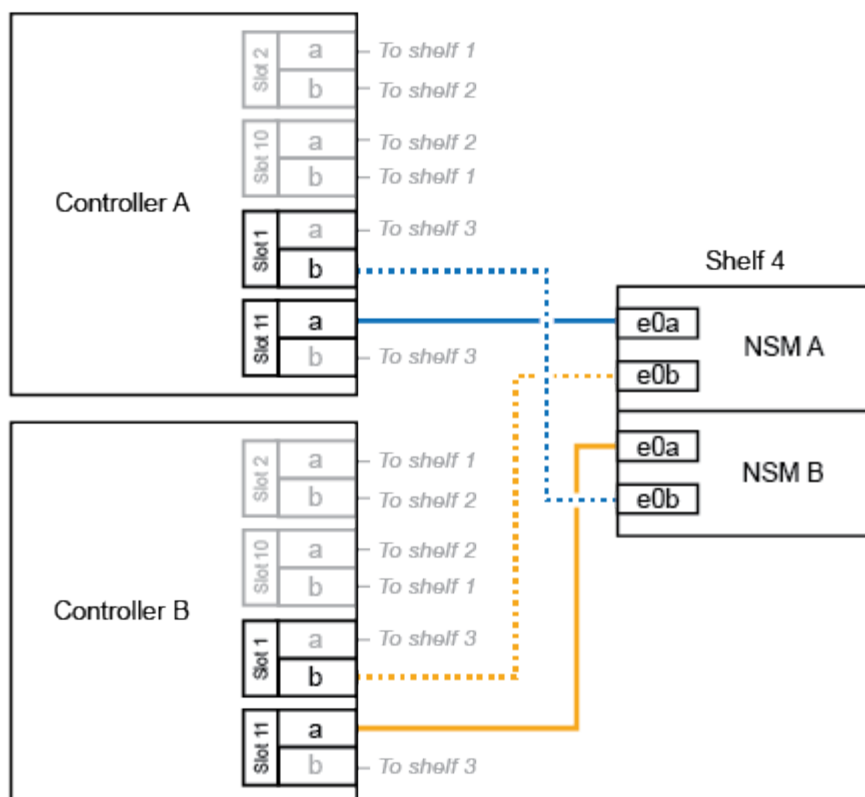 Controller A
Slot 2
a To shelf 1
b To shelf 2
Slot 10
a To shelf 2
b To shelf 1
Slot 1
a To shelf 3
b
Slot 11
a
b To shelf 3
Shelf 4
NSM A
e0a
e0b
NSM B
e0a
e0b
Controller B
Slot 2
a To shelf 1
b To shelf 2
Slot 10
a To shelf 2
b To shelf 1
Slot 1
a To shelf 3
b
Slot 11
a
b To shelf 3